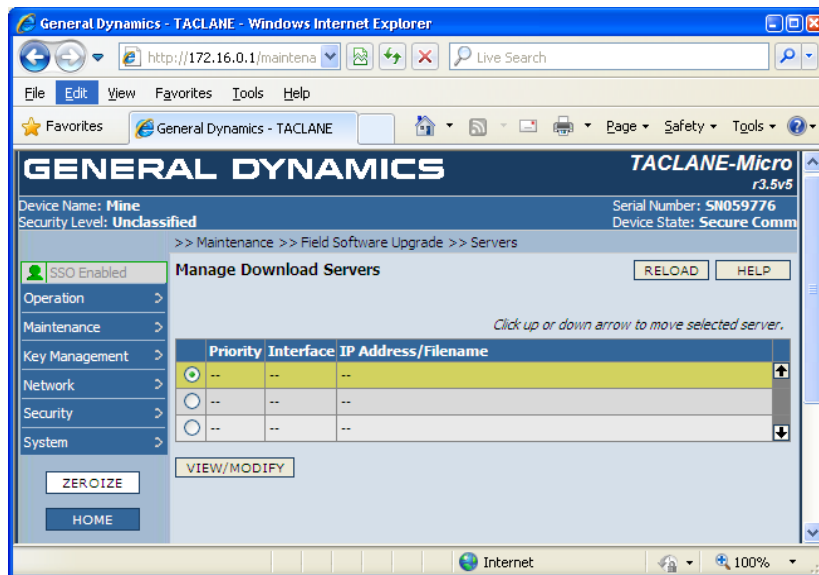 General Dynamics - TACLANE - Windows Internet Explorer
http://172.16.0.1/maintena
Live Search
File Edit View Favorites Tools Help
Favorites
General Dynamics - TACLANE
Page Safety Tools
GENERAL DYNAMICS
TACLANE-Micro
r3.5v5
Device Name: Mine
Serial Number: SN059776
Security Level: Unclassified
Device State: Secure Comm
>> Maintenance >> Field Software Upgrade >> Servers
SSO Enabled
Manage Download Servers
RELOAD
HELP
Operation >
Maintenance >
Click up or down arrow to move selected server.
Key Management >
Network >
Security >
System >
Priority Interface IP Address/Filename
-- -- --
-- -- --
-- -- --
VIEW/MODIFY
ZEROIZE
HOME
Internet
100%